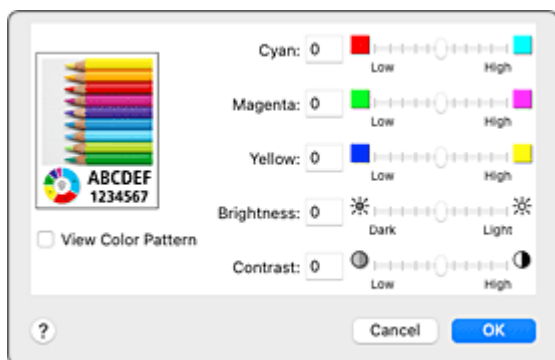 Cyan: 0
Low High
Magenta: 0
Low High
Yellow: 0
Low High
ABCDEF
1234567
Brightness: 0
Dark Light
View Color Pattern
Contrast: 0
Low High
? Cancel OK